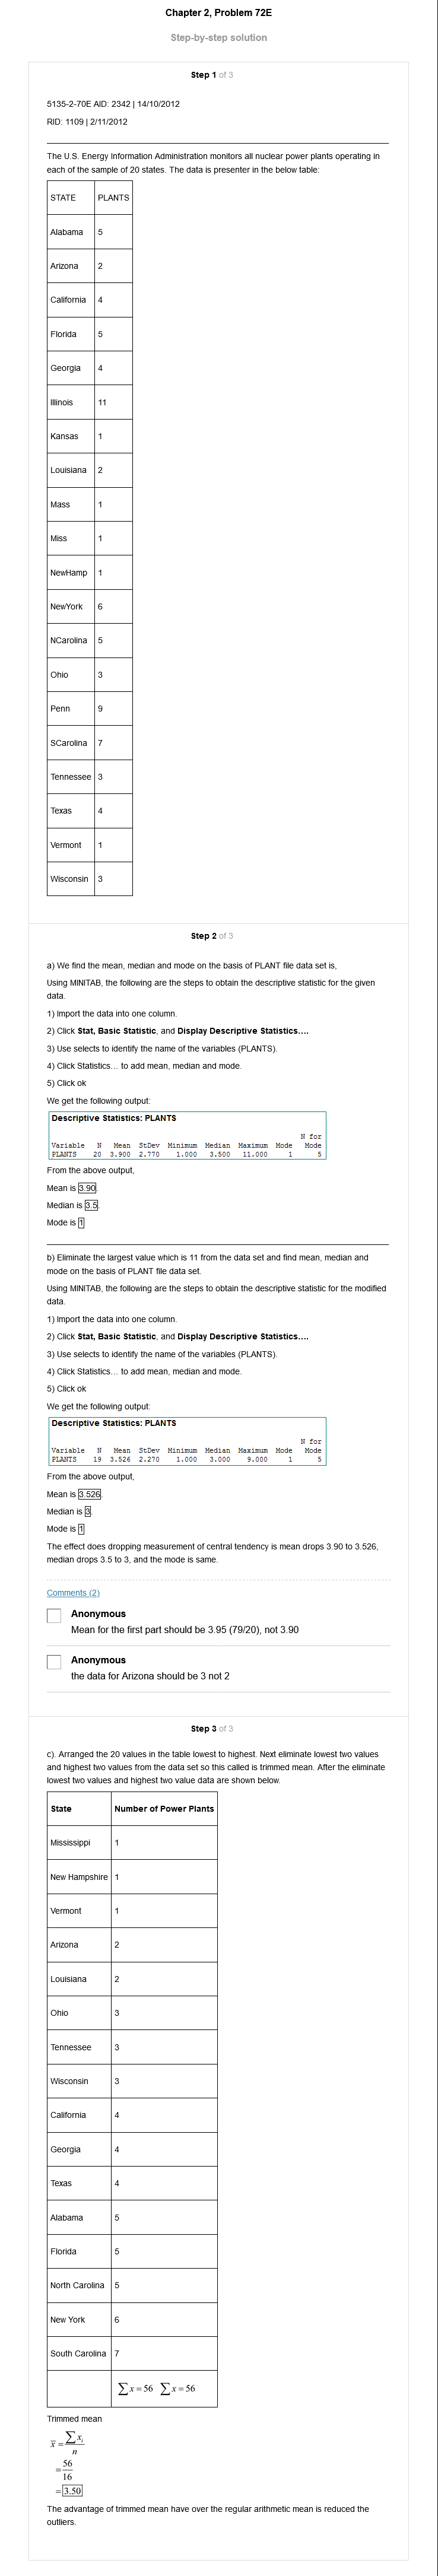 Chapter 2, Problem 72E
Step-by-step solution
Step 1 of 3
5135-2-70E AID: 2342 | 14/10/2012
RID: 1109 | 2/11/2012
The U.S. Energy Information Administration monitors all nuclear power plants operating in
each of the sample of 20 states. The data is presenter in the below table:
STATE PLANTS
Alabama 5
Arizona 2
California 4
Florida 5
Georgia 4
Illinois 11
Kansas 1
Louisiana 2
Mass 1
Miss 1
NewHamp 1
NewYork 6
NCarolina 5
Ohio 3
Penn 9
SCarolina 7
Tennessee 3
Texas 4
Vermont 1
Wisconsin 3
Step 2 of 3
a) We find the mean, median and mode on the basis of PLANT file data set is,
Using MINITAB, the following are the steps to obtain the descriptive statistic for the given
data.
1) Import the data into one column.
2) Click Stat, Basic Statistic, and Display Descriptive Statistics....
3) Use selects to identify the name of the variables (PLANTS).
4) Click Statistics… to add mean, median and mode.
5) Click ok
We get the following output:
Descriptive Statistics: PLANTS
N for
Variable N Mean StDev Minimum Median Maximum Mode Mode
PLANTS 20 3.900 2.770 1.000 3.500 11.000 1 5
From the above output,
Mean is 3.90.
Median is 3.5.
Mode is 1
b) Eliminate the largest value which is 11 from the data set and find mean, median and
mode on the basis of PLANT file data set.
Using MINITAB, the following are the steps to obtain the descriptive statistic for the modified
data.
1) Import the data into one column.
2) Click Stat, Basic Statistic, and Display Descriptive Statistics....
3) Use selects to identify the name of the variables (PLANTS).
4) Click Statistics… to add mean, median and mode.
5) Click ok
We get the following output:
Descriptive Statistics: PLANTS
N for
Variable N Mean StDev Minimum Median Maximum Mode Mode
PLANTS 19 3.526 2.270 1.000 3.000 9.000 1 5
From the above output,
Mean is 3.526.
Median is 3.
Mode is 1
The effect does dropping measurement of central tendency is mean drops 3.90 to 3.526,
median drops 3.5 to 3, and the mode is same.
Comments (2)
Anonymous
Mean for the first part should be 3.95 (79/20), not 3.90
Anonymous
the data for Arizona should be 3 not 2
Step 3 of 3
c). Arranged the 20 values in the table lowest to highest. Next eliminate lowest two values
and highest two values from the data set so this called is trimmed mean. After the eliminate
lowest two values and highest two value data are shown below.
State Number of Power Plants
Mississippi 1
New Hampshire 1
Vermont 1
Arizona 2
Louisiana 2
Ohio 3
Tennessee 3
Wisconsin 3
California 4
Georgia 4
Texas 4
Alabama 5
Florida 5
North Carolina 5
New York 6
South Carolina 7
∑x = 56 ∑x = 56
Trimmed mean
x̄ = ∑xᵢ
n
= 56
16
= 3.50
The advantage of trimmed mean have over the regular arithmetic mean is reduced the
outliers.